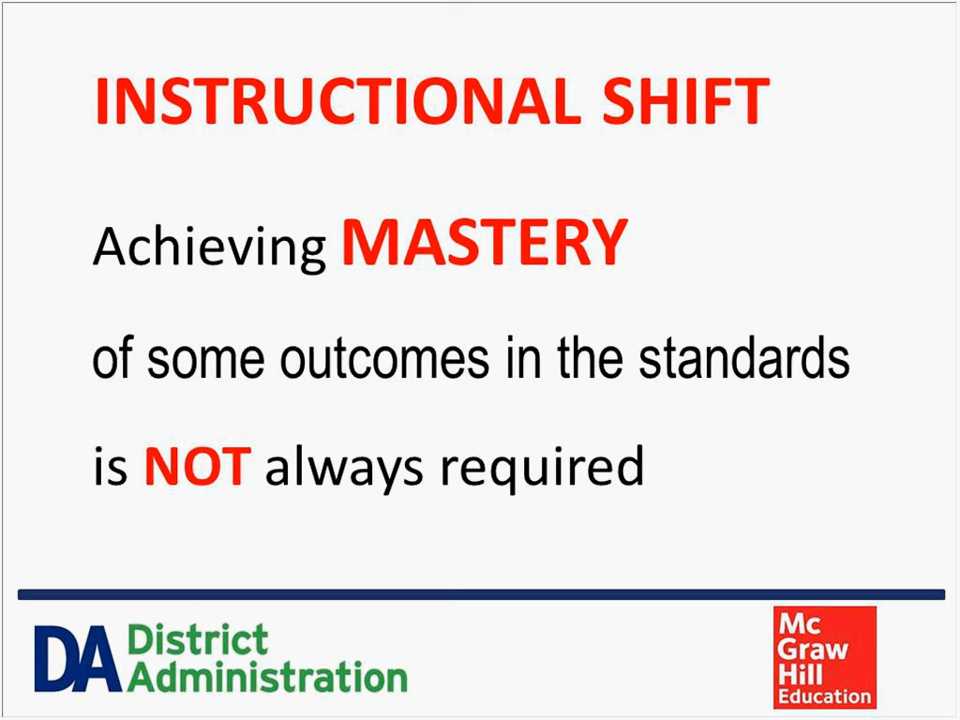 INSTRUCTIONAL SHIFT
Achieving MASTERY
of some outcomes in the standards
is NOT always required
DA District
Administration
Mc
Graw
Hill
Education